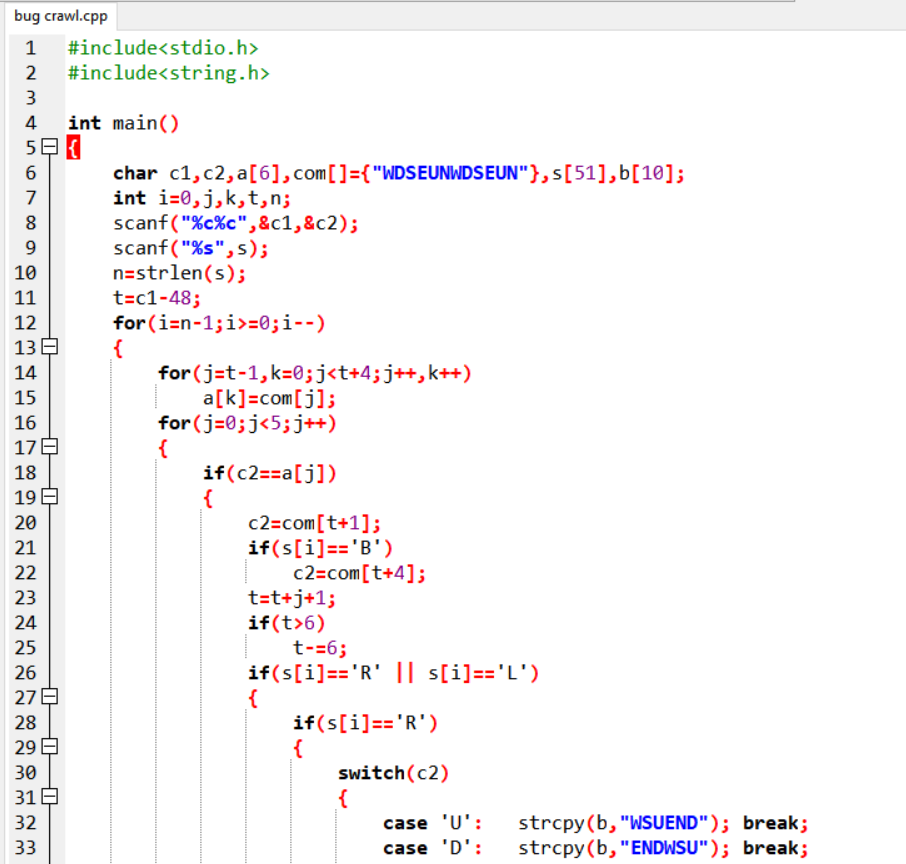 bug crawl.cpp
1 #include<stdio.h>
2 #include<string.h>
3
4 int main()
5 {
6 char c1,c2,a[6],com[]={"WDSEUNWDSEUN"},s[51],b[10];
7 int i=0,j,k,t,n;
8 scanf("%c%c",&c1,&c2);
9 scanf("%s",s);
10 n=strlen(s);
11 t=c1-48;
12 for(i=n-1;i>=0;i--)
13 {
14 for(j=t-1,k=0;j<t+4;j++,k++)
15 a[k]=com[j];
16 for(j=0;j<5;j++)
17 {
18 if(c2==a[j])
19 {
20 c2=com[t+1];
21 if(s[i]=='B')
22 c2=com[t+4];
23 t=t+j+1;
24 if(t>6)
25 t-=6;
26 if(s[i]=='R' || s[i]=='L')
27 {
28 if(s[i]=='R')
29 {
30 switch(c2)
31 {
32 case 'U': strcpy(b,"WSUEND"); break;
33 case 'D': strcpy(b,"ENDWSU"); break;